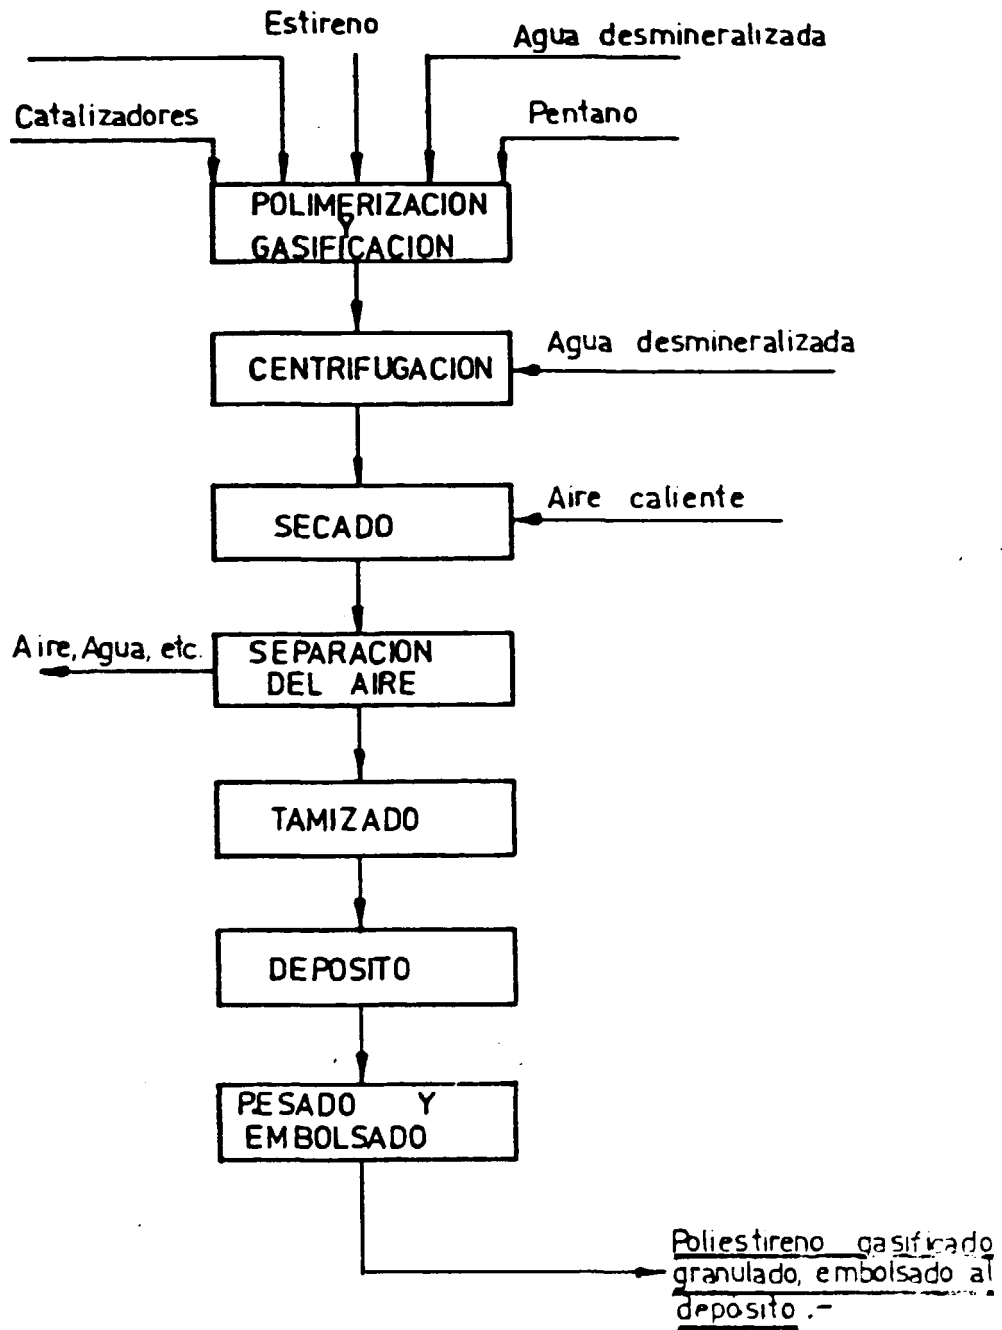 Estireno
Agua desmineralizada
Catalizadores
Pentano
POLIMERIZACION
Y
GASIFICACION
Agua desmineralizada
CENTRIFUGACION
Aire caliente
SECADO
Aire, Agua, etc.
SEPARACION
DEL AIRE
TAMIZADO
DEPOSITO
PESADO Y
EMBOLSADO
Poliestireno gasificado
granulado, embolsado al
deposito .-